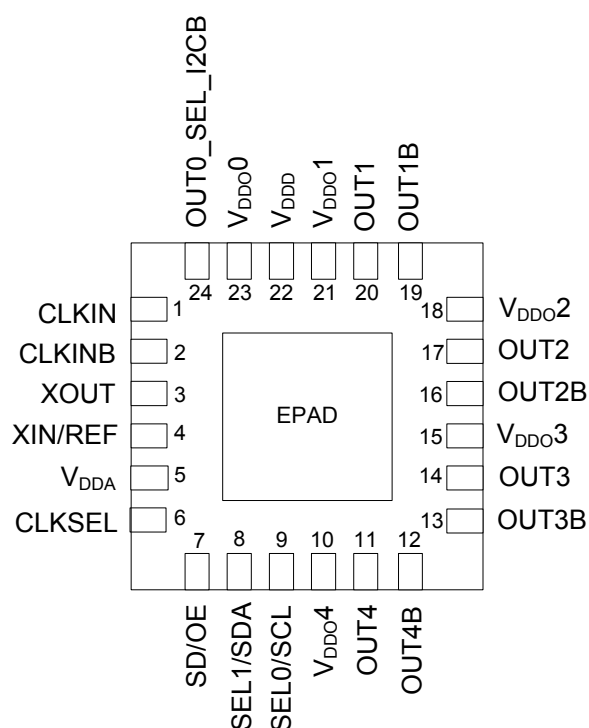 OUT0_SEL_I2CB
VDDO0
VDDD
VDDO1
OUT1
OUT1B
24
23
22
21
20
19
CLKIN
1
CLKINB
2
XOUT
3
XIN/REF
4
VDDA
5
CLKSEL
6
EPAD
18
VDDO2
17
OUT2
16
OUT2B
15
VDDO3
14
OUT3
13
OUT3B
7
8
9
10
11
12
SD/OE
SEL1/SDA
SEL0/SCL
VDDO4
OUT4
OUT4B